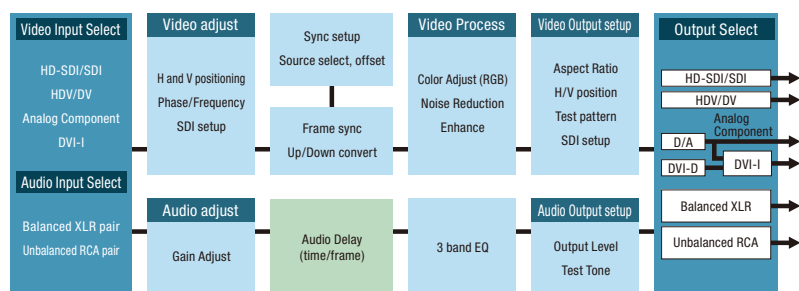 Video Input Select
HD-SDI/SDI
HDV/DV
Analog Component
DVI-I
Audio Input Select
Balanced XLR pair
Unbalanced RCA pair
Video adjust
H and V positioning
Phase/Frequency
SDI setup
Audio adjust
Gain Adjust
Sync setup
Source select, offset
Frame sync
Up/Down convert
Audio Delay
(time/frame)
Video Process
Color Adjust (RGB)
Noise Reduction
Enhance
3 band EQ
Video Output setup
Aspect Ratio
H/V position
Test pattern
SDI setup
Audio Output setup
Output Level
Test Tone
Output Select
HD-SDI/SDI
HDV/DV
Analog
Component
D/A
DVI-D
DVI-I
Balanced XLR
Unbalanced RCA